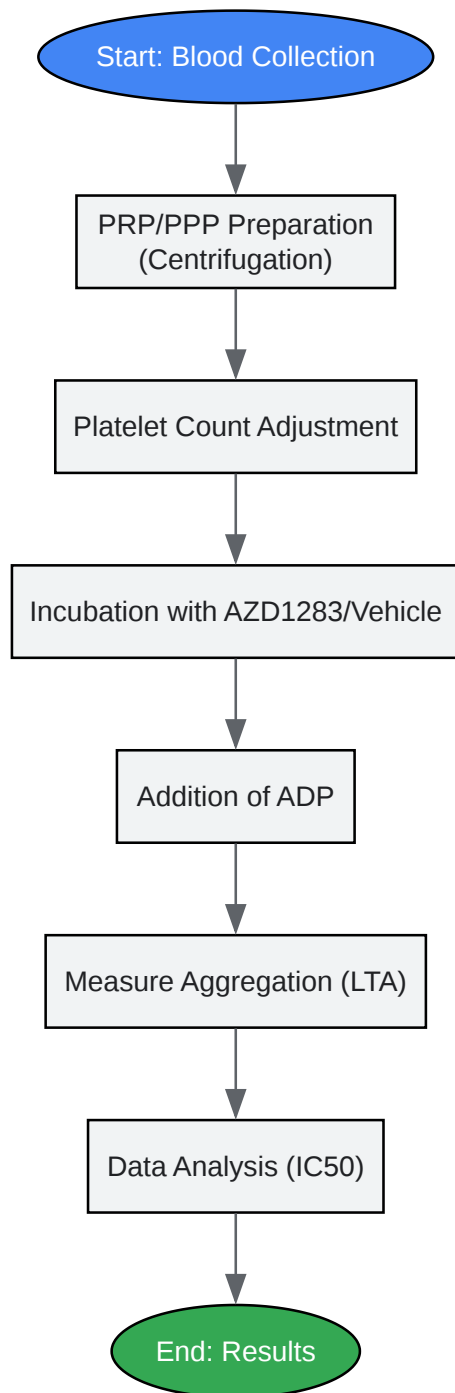 Start: Blood Collection
PRP/PPP Preparation
(Centrifugation)
Platelet Count Adjustment
Incubation with AZD1283/Vehicle
Addition of ADP
Measure Aggregation (LTA)
Data Analysis (IC50)
End: Results